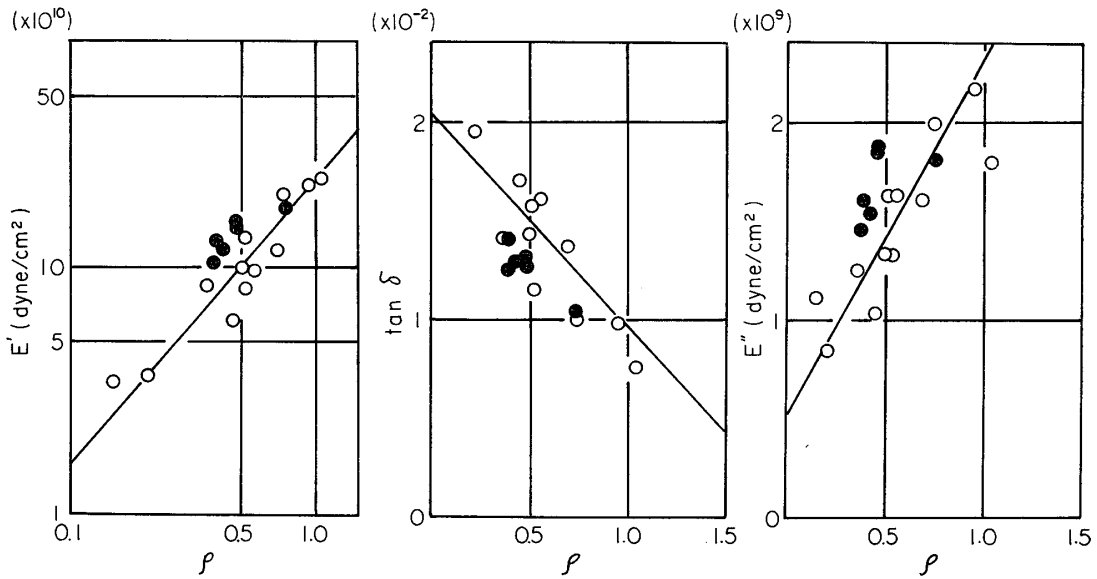 (x10¹⁰)
50
10
5
1
0.1
0.5
1.0
E′ (dyne/cm²)
ρ
(x10⁻²)
2
1
0
0.5
1.0
1.5
tan δ
ρ
(x10⁹)
2
1
0
0.5
1.0
1.5
E″ (dyne/cm²)
ρ